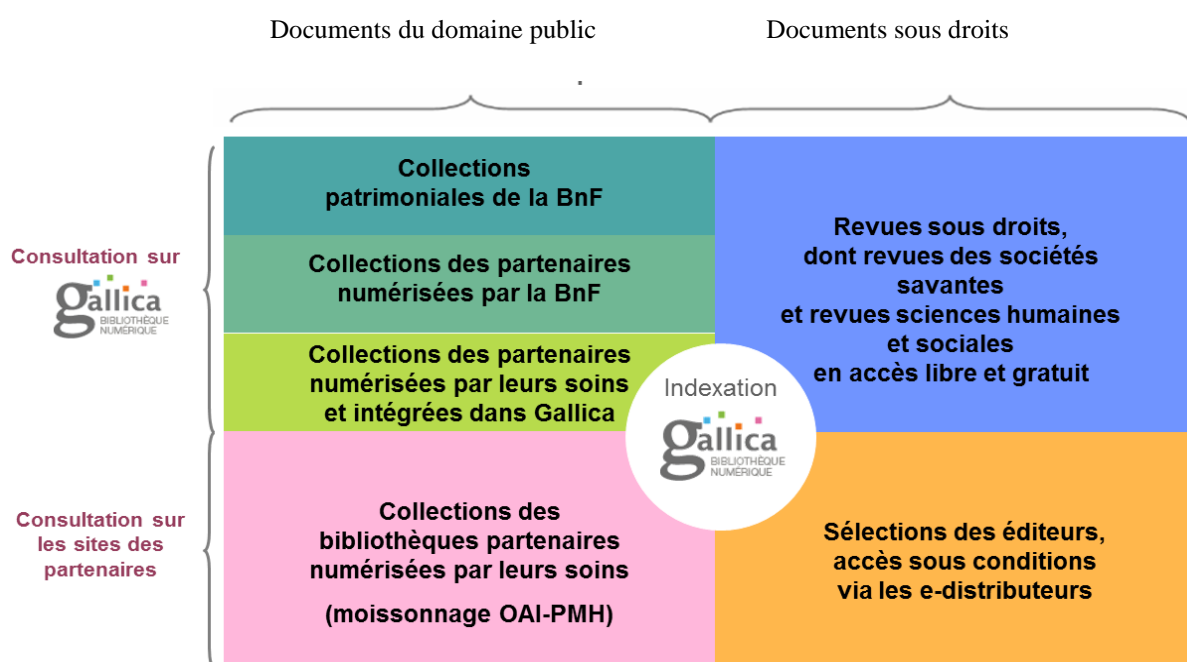 Documents du domaine public
Documents sous droits
Collections
patrimoniales de la BnF
Collections des partenaires
numérisées par la BnF
Collections des partenaires
numérisées par leurs soins
et intégrées dans Gallica
Revues sous droits,
dont revues des sociétés
savantes
et revues sciences humaines
et sociales
en accès libre et gratuit
Consultation sur
gallica
BIBLIOTHÈQUE
NUMÉRIQUE
Indexation
gallica
BIBLIOTHÈQUE
NUMÉRIQUE
Consultation sur
les sites des
partenaires
Collections des
bibliothèques partenaires
numérisées par leurs soins
(moissonnage OAI-PMH)
Sélections des éditeurs,
accès sous conditions
via les e-distributeurs